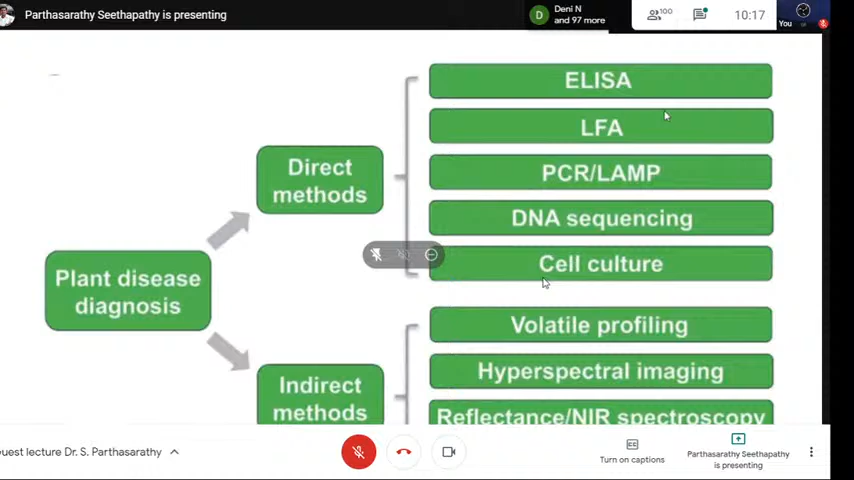 Parthasarathy Seethapathy is presenting
D
Deni N
and 97 more
100
10:17
You
ELISA
LFA
Direct
methods
PCR/LAMP
DNA sequencing
Cell culture
Plant disease
diagnosis
Volatile profiling
Hyperspectral imaging
Indirect
methods
Reflectance/NIR spectroscopy
uest lecture Dr. S. Parthasarathy
Turn on captions
Parthasarathy Seethapathy
is presenting